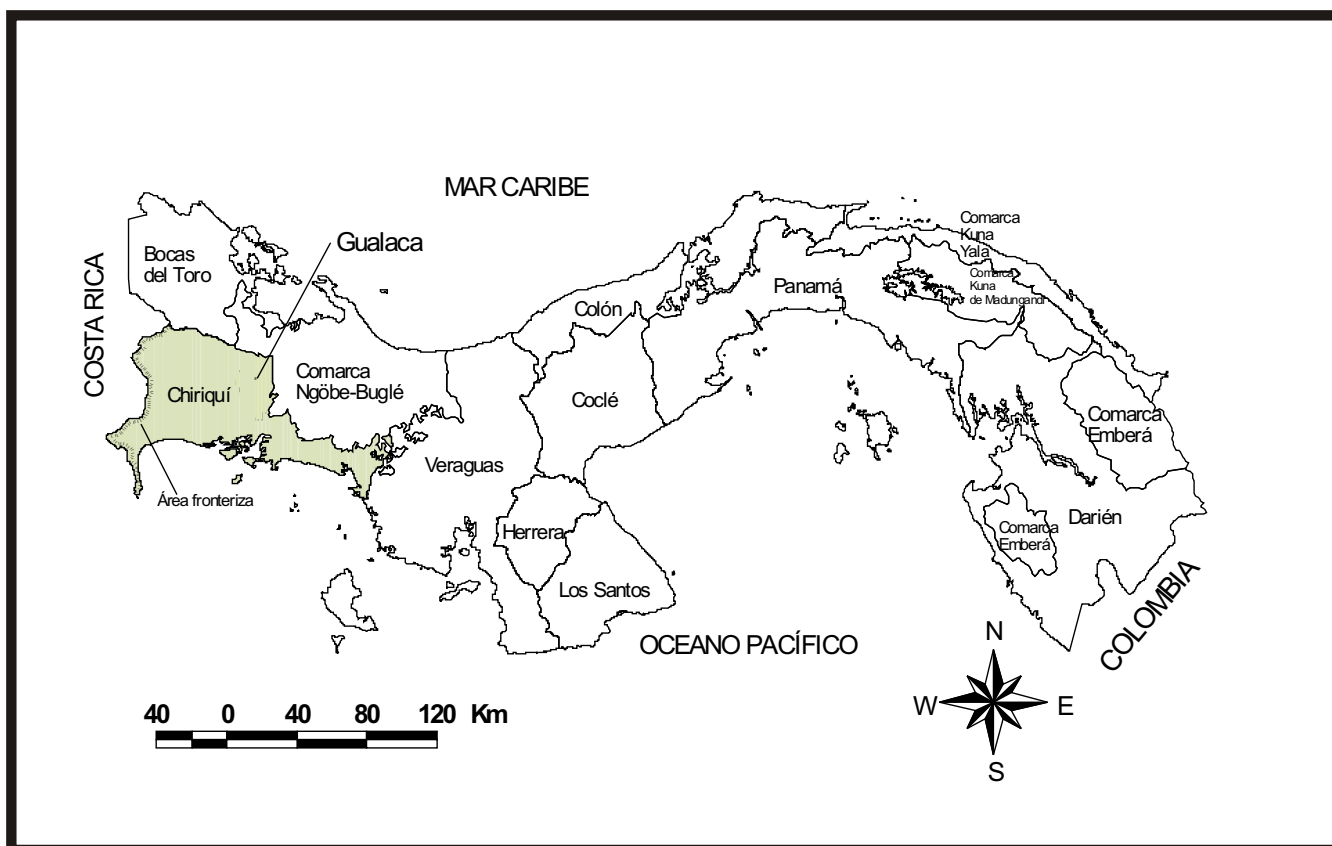 MAR CARIBE
COSTA RICA
Bocas
del Toro
Gualaca
Comarca
Kuna
Yala
Comarca
Kuna
de Madungandi
Panamá
Colón
Chiriquí
Comarca
Ngöbe-Buglé
Coclé
Comarca
Emberá
Veraguas
Área fronteriza
Herrera
Los Santos
Comarca
Emberá
Darién
OCEANO PACÍFICO
COLOMBIA
N
W
E
S
40 0 40 80 120 Km